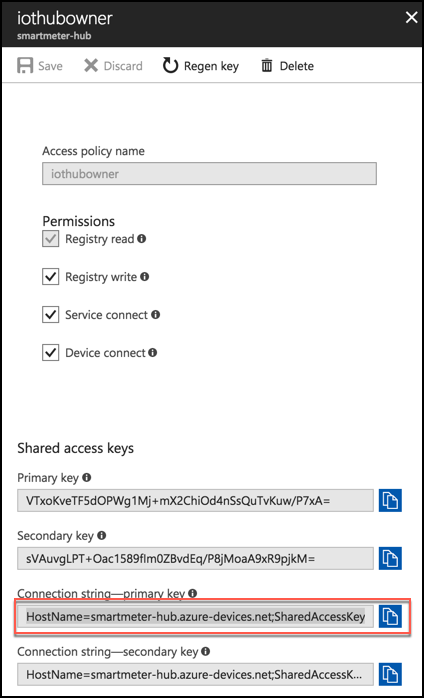 iothubowner
smartmeter-hub
Save Discard Regen key Delete
Access policy name
iothubowner
Permissions
Registry read
Registry write
Service connect
Device connect
Shared access keys
Primary key
VTxoKveTF5dOPWg1Mj+mX2ChiOd4nSsQuTvKuw/P7xA=
Secondary key
sVAuvgLPT+Oac1589flm0ZBvdEq/P8jMoaA9xR9pjkM=
Connection string—primary key
HostName=smartmeter-hub.azure-devices.net;SharedAccessKey
Connection string—secondary key
HostName=smartmeter-hub.azure-devices.net;SharedAccessK...